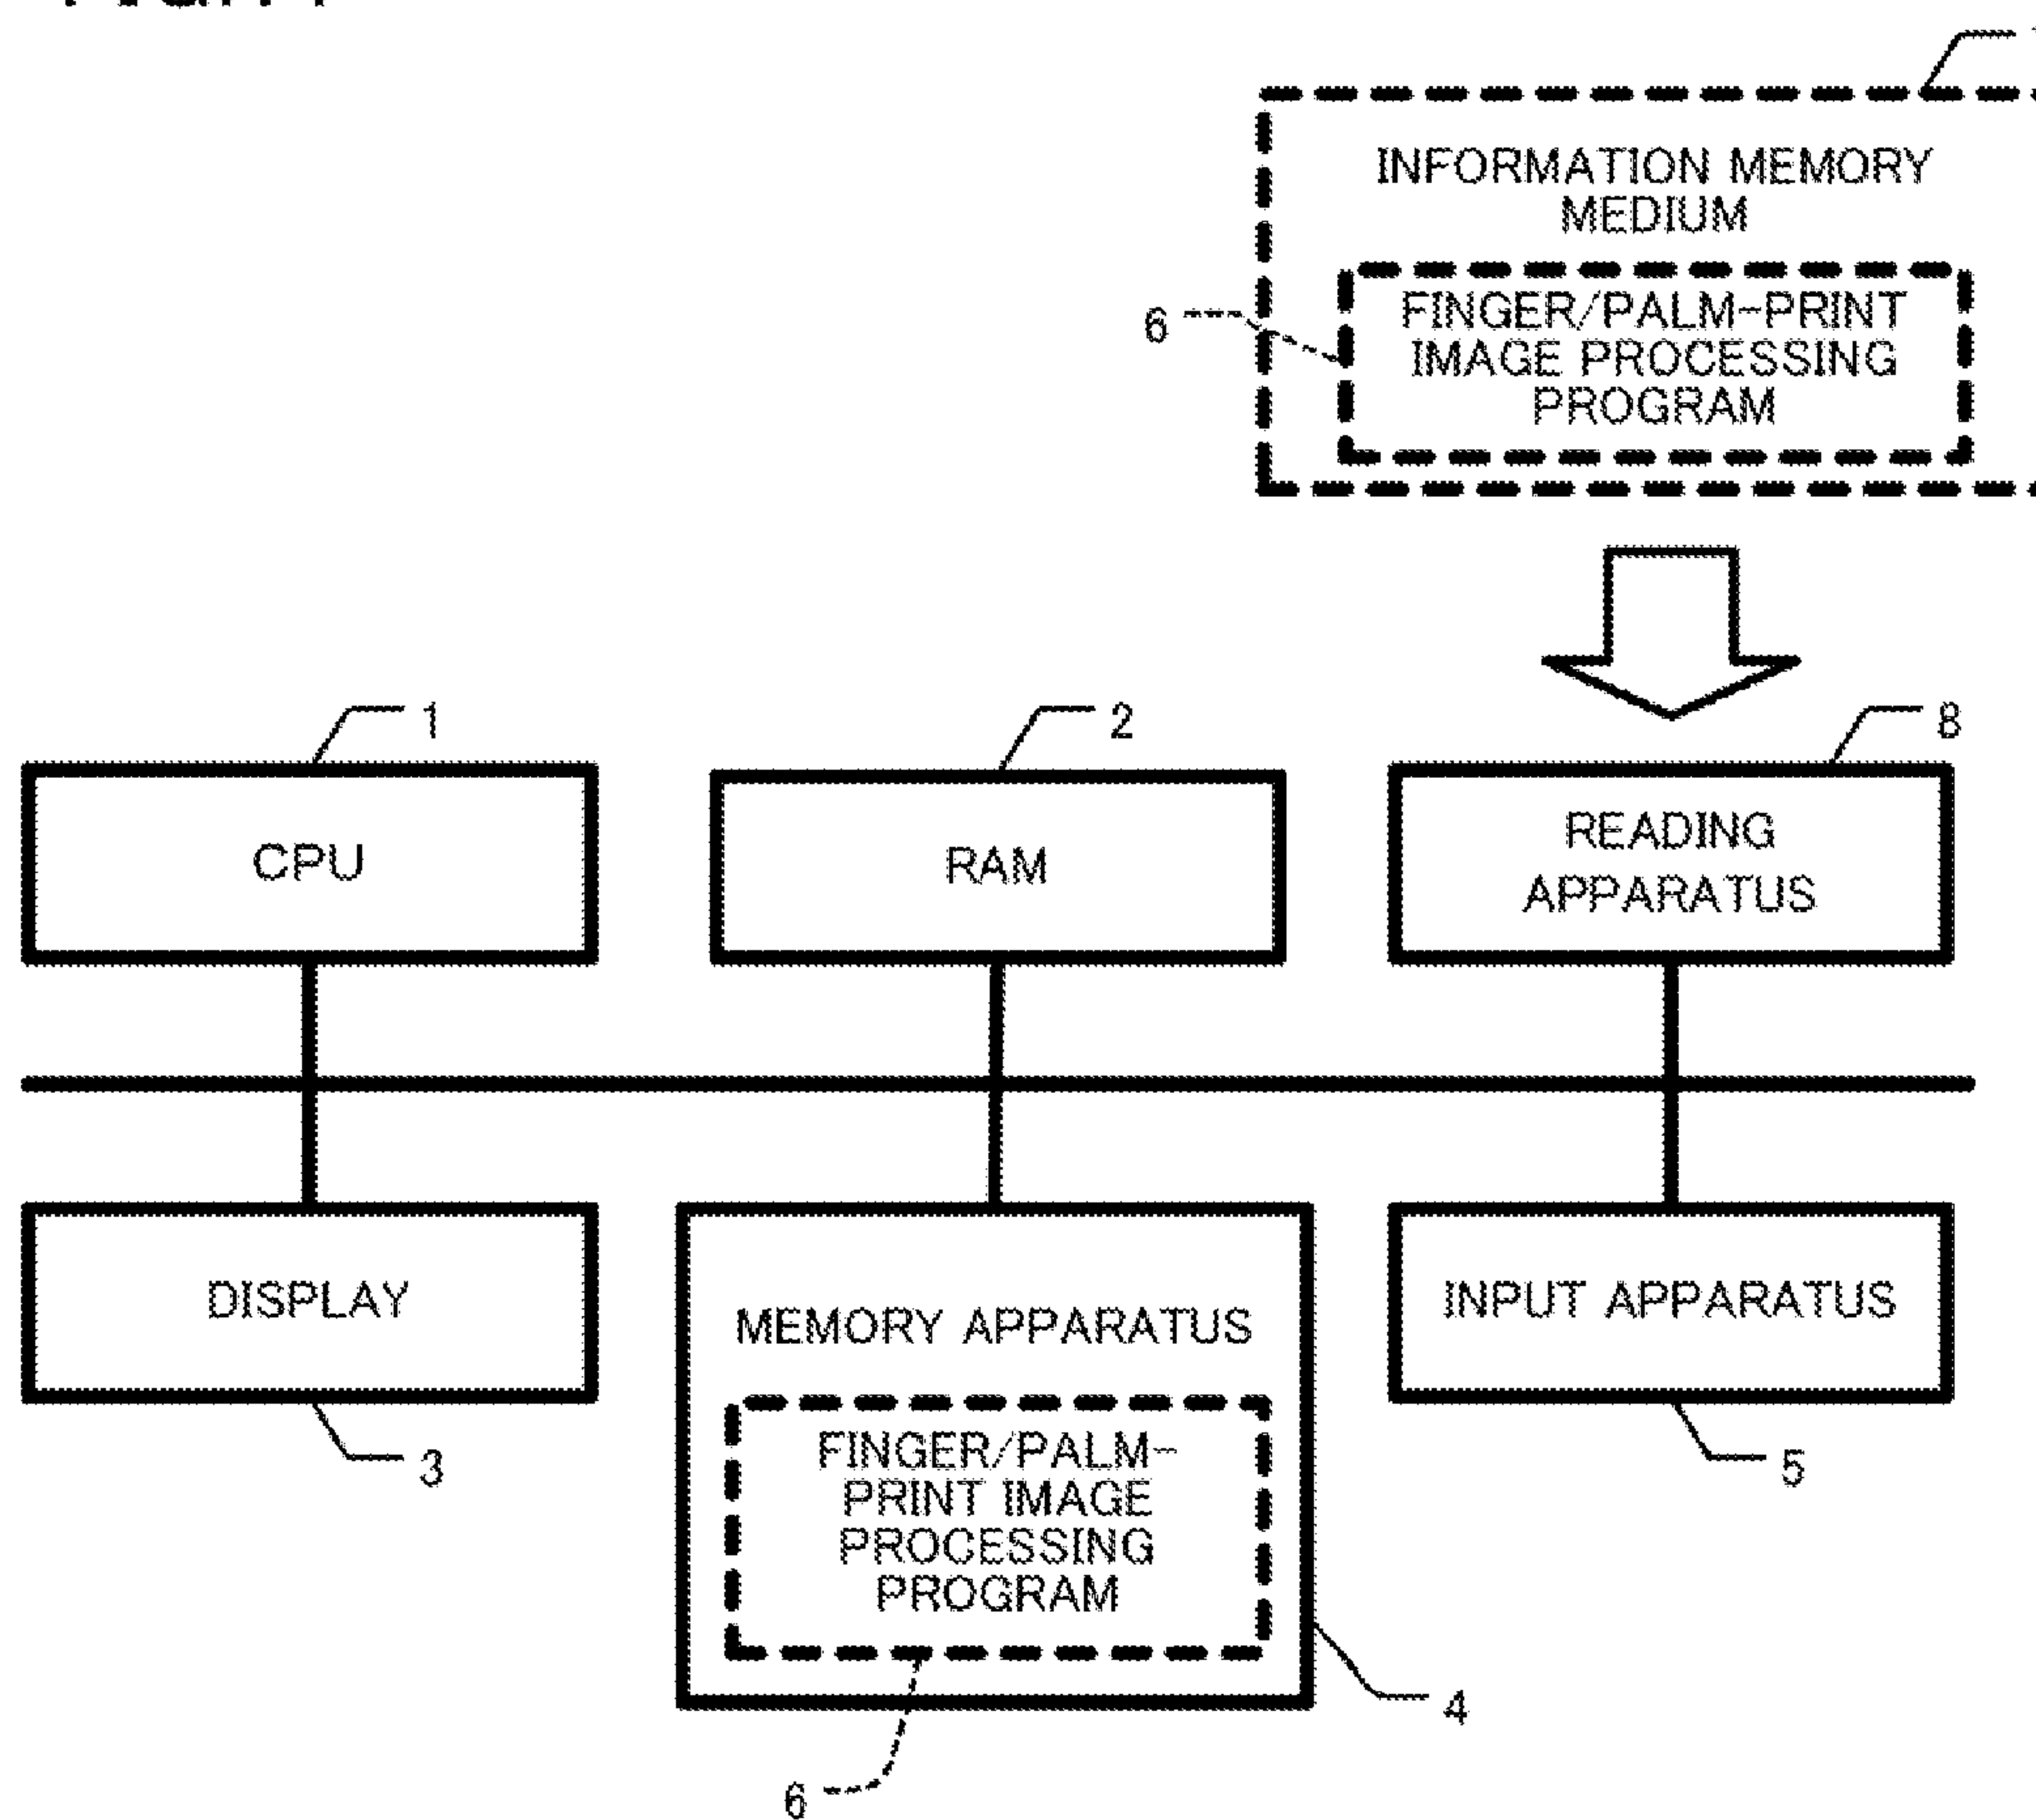 INFORMATION MEMORY
MEDIUM
6
FINGER/PALM-PRINT
IMAGE PROCESSING
PROGRAM
1
2
8
CPU
RAM
READING
APPARATUS
DISPLAY
MEMORY APPARATUS
INPUT APPARATUS
3
FINGER/PALM-
PRINT IMAGE
PROCESSING
PROGRAM
5
4
6